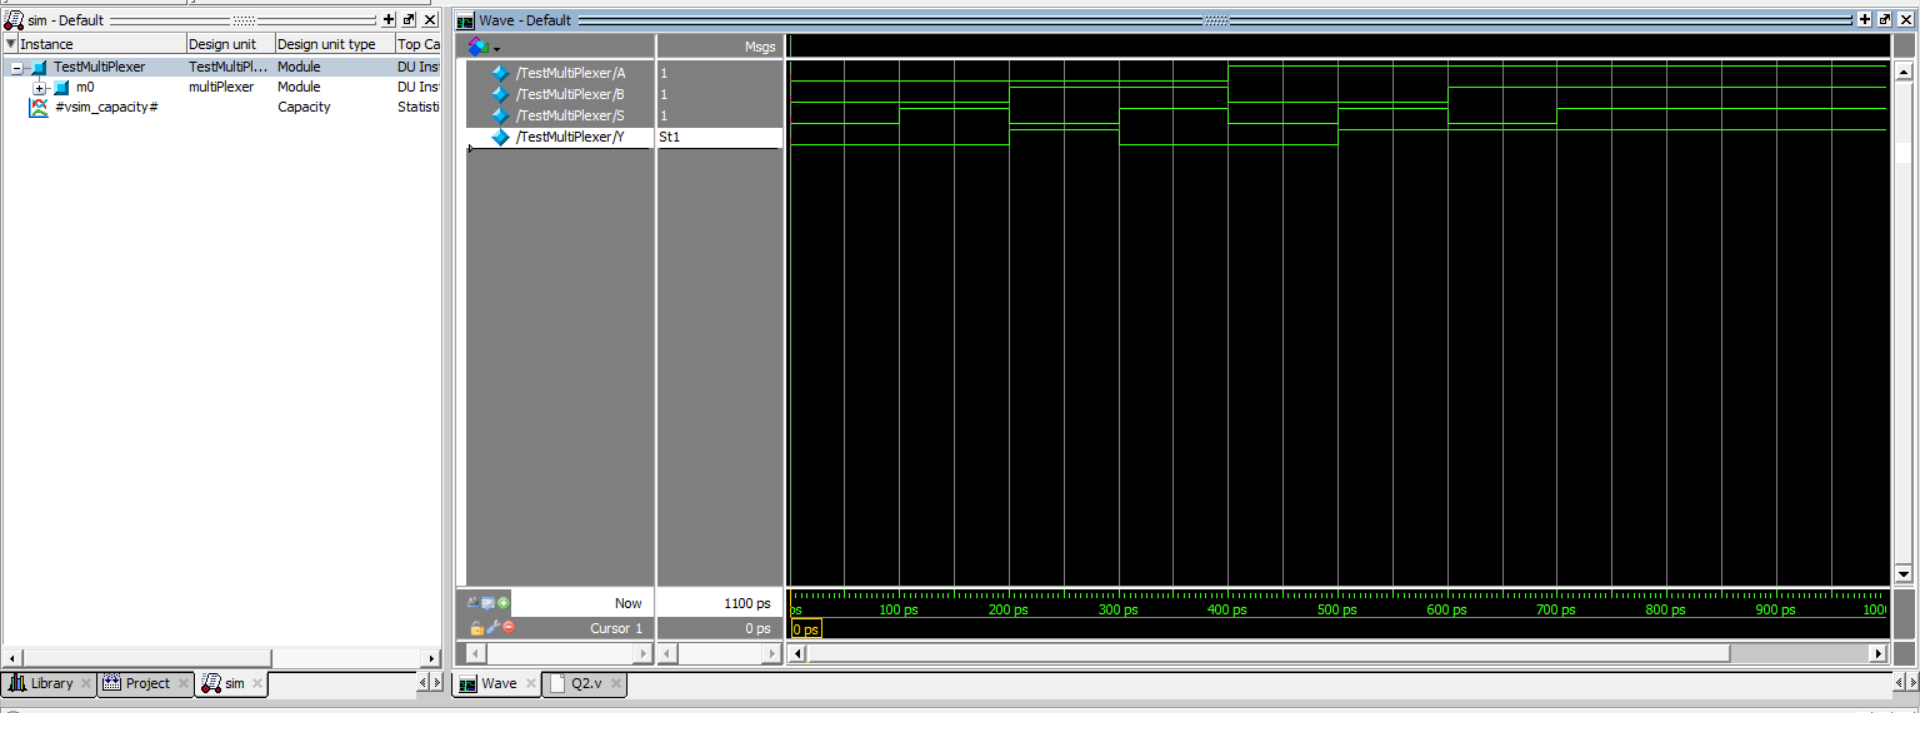 sim - Default
Instance Design unit Design unit type Top Ca
TestMultiPlexer TestMultiPl... Module DU Ins
m0 multiPlexer Module DU Ins
#vsim_capacity# Capacity Statisti
Library Project sim
Wave - Default
Msgs
/TestMultiPlexer/A 1
/TestMultiPlexer/B 1
/TestMultiPlexer/S 1
/TestMultiPlexer/Y St1
Now 1100 ps
ps 100 ps 200 ps 300 ps 400 ps 500 ps 600 ps 700 ps 800 ps 900 ps 100
Cursor 1 0 ps
0 ps
Wave Q2.v